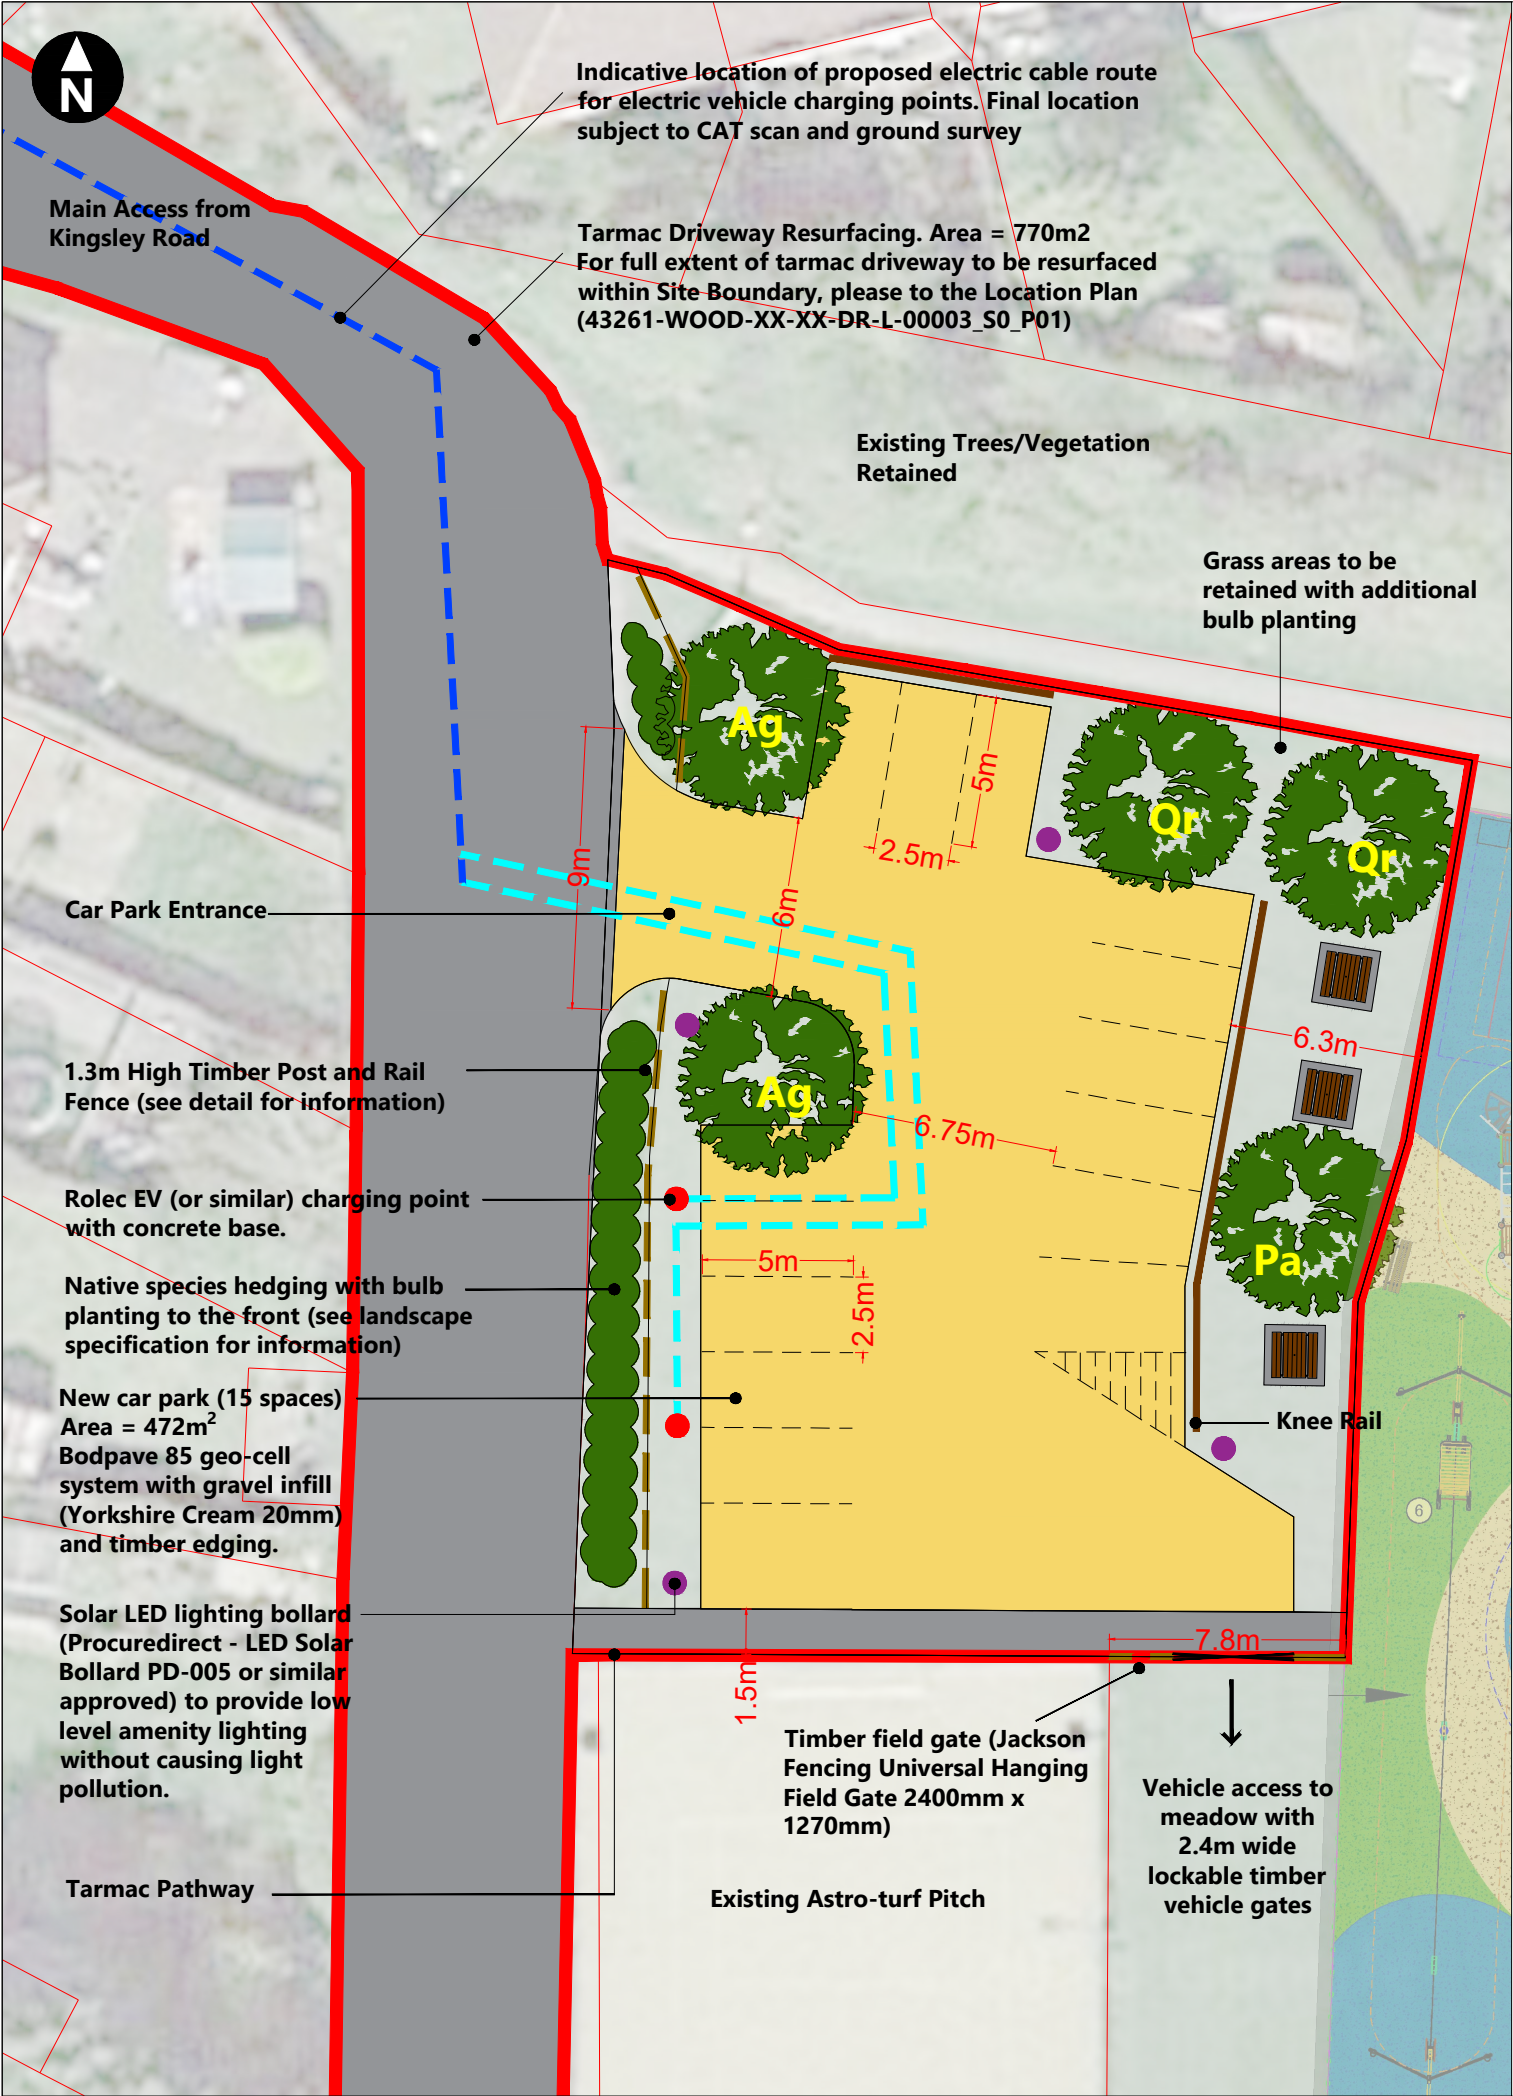 N
Indicative location of proposed electric cable route
for electric vehicle charging points. Final location
subject to CAT scan and ground survey
Main Access from
Kingsley Road
Tarmac Driveway Resurfacing. Area = 770m2
For full extent of tarmac driveway to be resurfaced
within Site Boundary, please to the Location Plan
(43261-WOOD-XX-XX-DR-L-00003_S0_P01)
Existing Trees/Vegetation
Retained
Grass areas to be
retained with additional
bulb planting
Ag
Qr
Qr
5m
2.5m
9m
6m
Car Park Entrance
6.3m
1.3m High Timber Post and Rail
Fence (see detail for information)
Ag
6.75m
Rolec EV (or similar) charging point
with concrete base.
Pa
5m
2.5m
Native species hedging with bulb
planting to the front (see landscape
specification for information)
New car park (15 spaces)
Area = 472m²
Bodpave 85 geo-cell
system with gravel infill
(Yorkshire Cream 20mm)
and timber edging.
Knee Rail
6
Solar LED lighting bollard
(Procuredirect - LED Solar
Bollard PD-005 or similar
approved) to provide low
level amenity lighting
without causing light
pollution.
7.8m
1.5m
Timber field gate (Jackson
Fencing Universal Hanging
Field Gate 2400mm x
1270mm)
Vehicle access to
meadow with
2.4m wide
lockable timber
vehicle gates
Tarmac Pathway
Existing Astro-turf Pitch